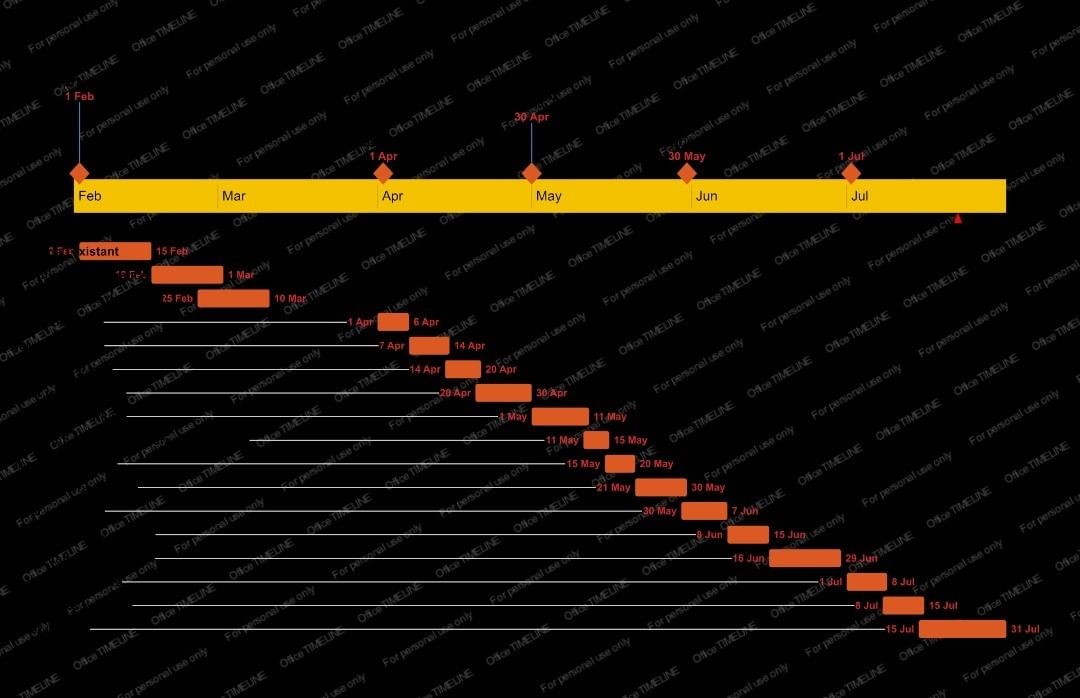 1 Feb
30 Apr
1 Apr
30 May
1 Jul
Feb Mar Apr May Jun Jul
xistant 15 Feb
1 Mar
25 Feb 10 Mar
1 Apr 6 Apr
7 Apr 14 Apr
14 Apr 20 Apr
20 Apr 30 Apr
1 May 11 May
11 May 15 May
15 May 20 May
21 May 30 May
30 May 7 Jun
8 Jun 15 Jun
16 Jun 29 Jun
1 Jul 8 Jul
8 Jul 15 Jul
15 Jul 31 Jul
For personal use only
Office TIMELINE